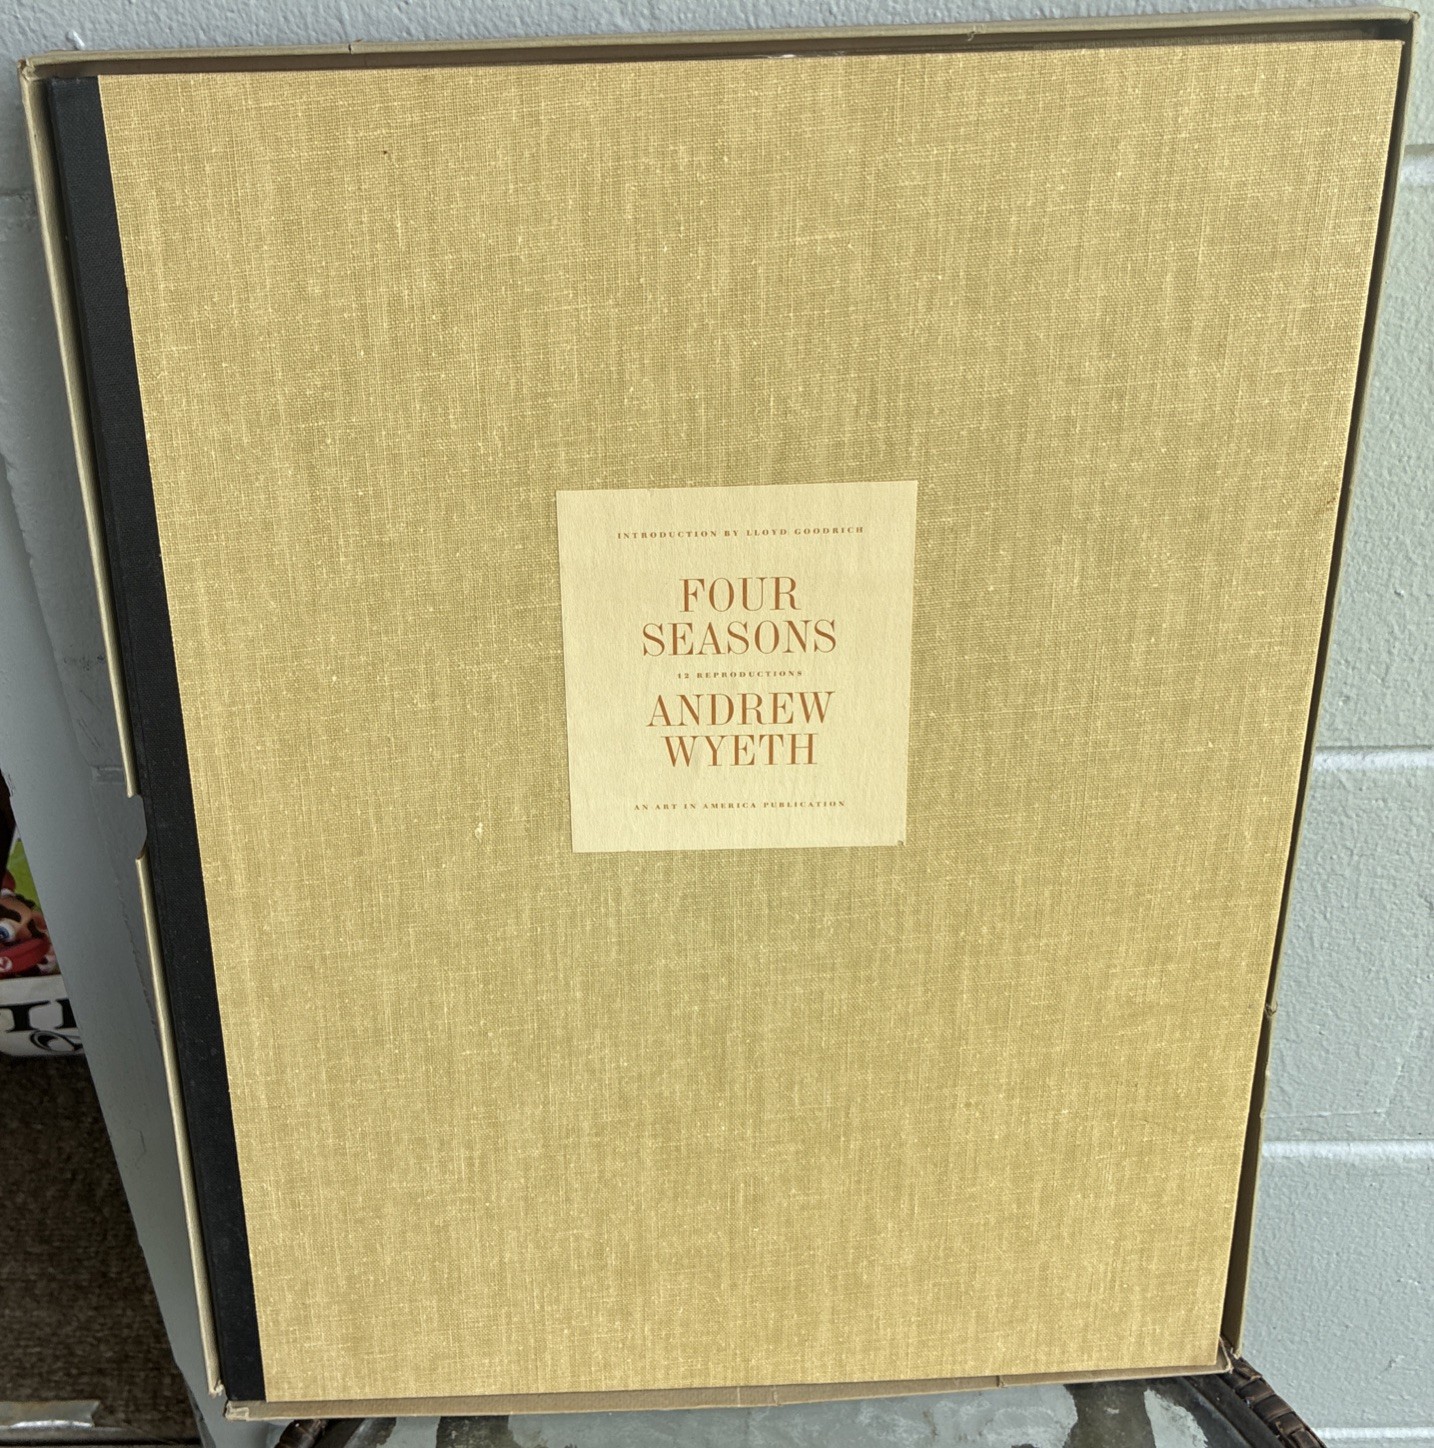 INTRODUCTION BY LLOYD GOODRICH
FOUR
SEASONS
12 REPRODUCTIONS
ANDREW
WYETH
AN ART IN AMERICA PUBLICATION